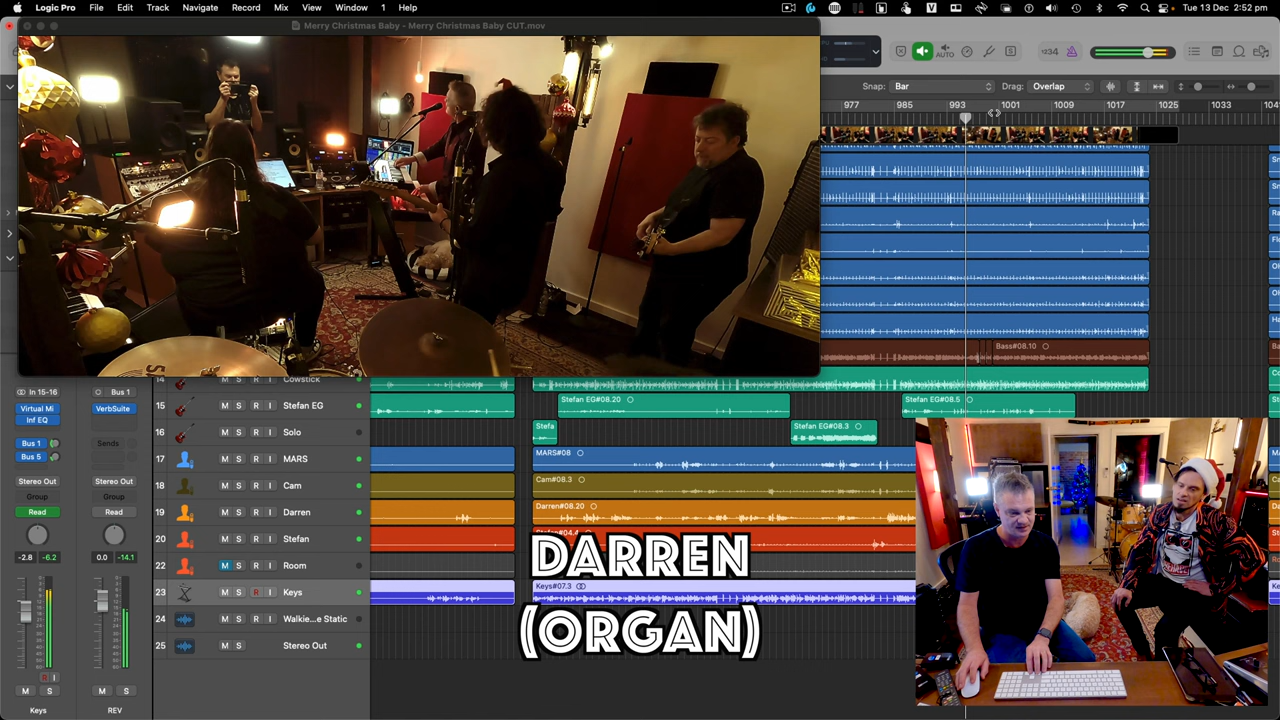 Logic Pro File Edit Track Navigate Record Mix View Window 1 Help
Tue 13 Dec 2:52 pm
Merry Christmas Baby - Merry Christmas Baby CUT.mov
AUTO
Snap: Bar Drag: Overlap
977 985 993 1001 1009 1017 1025 1033
Bass#08.10
In 15-16 Bus 1
Virtual Mi VerbSuite
Inf EQ
Bus 1 Sends
Bus 5
Stereo Out Stereo Out
Group Group
Read Read
-2.8 -6.2 0.0 -14.1
M S M S
Keys REV
14 M S R I Cowstick
15 M S R I Stefan EG
16 M S R I Solo
17 M S R I MARS
18 M S R I Cam
19 M S R I Darren
20 M S R I Stefan
22 M S R I Room
23 M S R I Keys
24 M S R I Walkie...e Static
25 M S Stereo Out
Stefan EG#08.20 Stefan EG#08.5
Stefa Stefan EG#08.3
MARS#08
Cam#08.3
Darren#08.20
Keys#07.3
DARREN
(ORGAN)